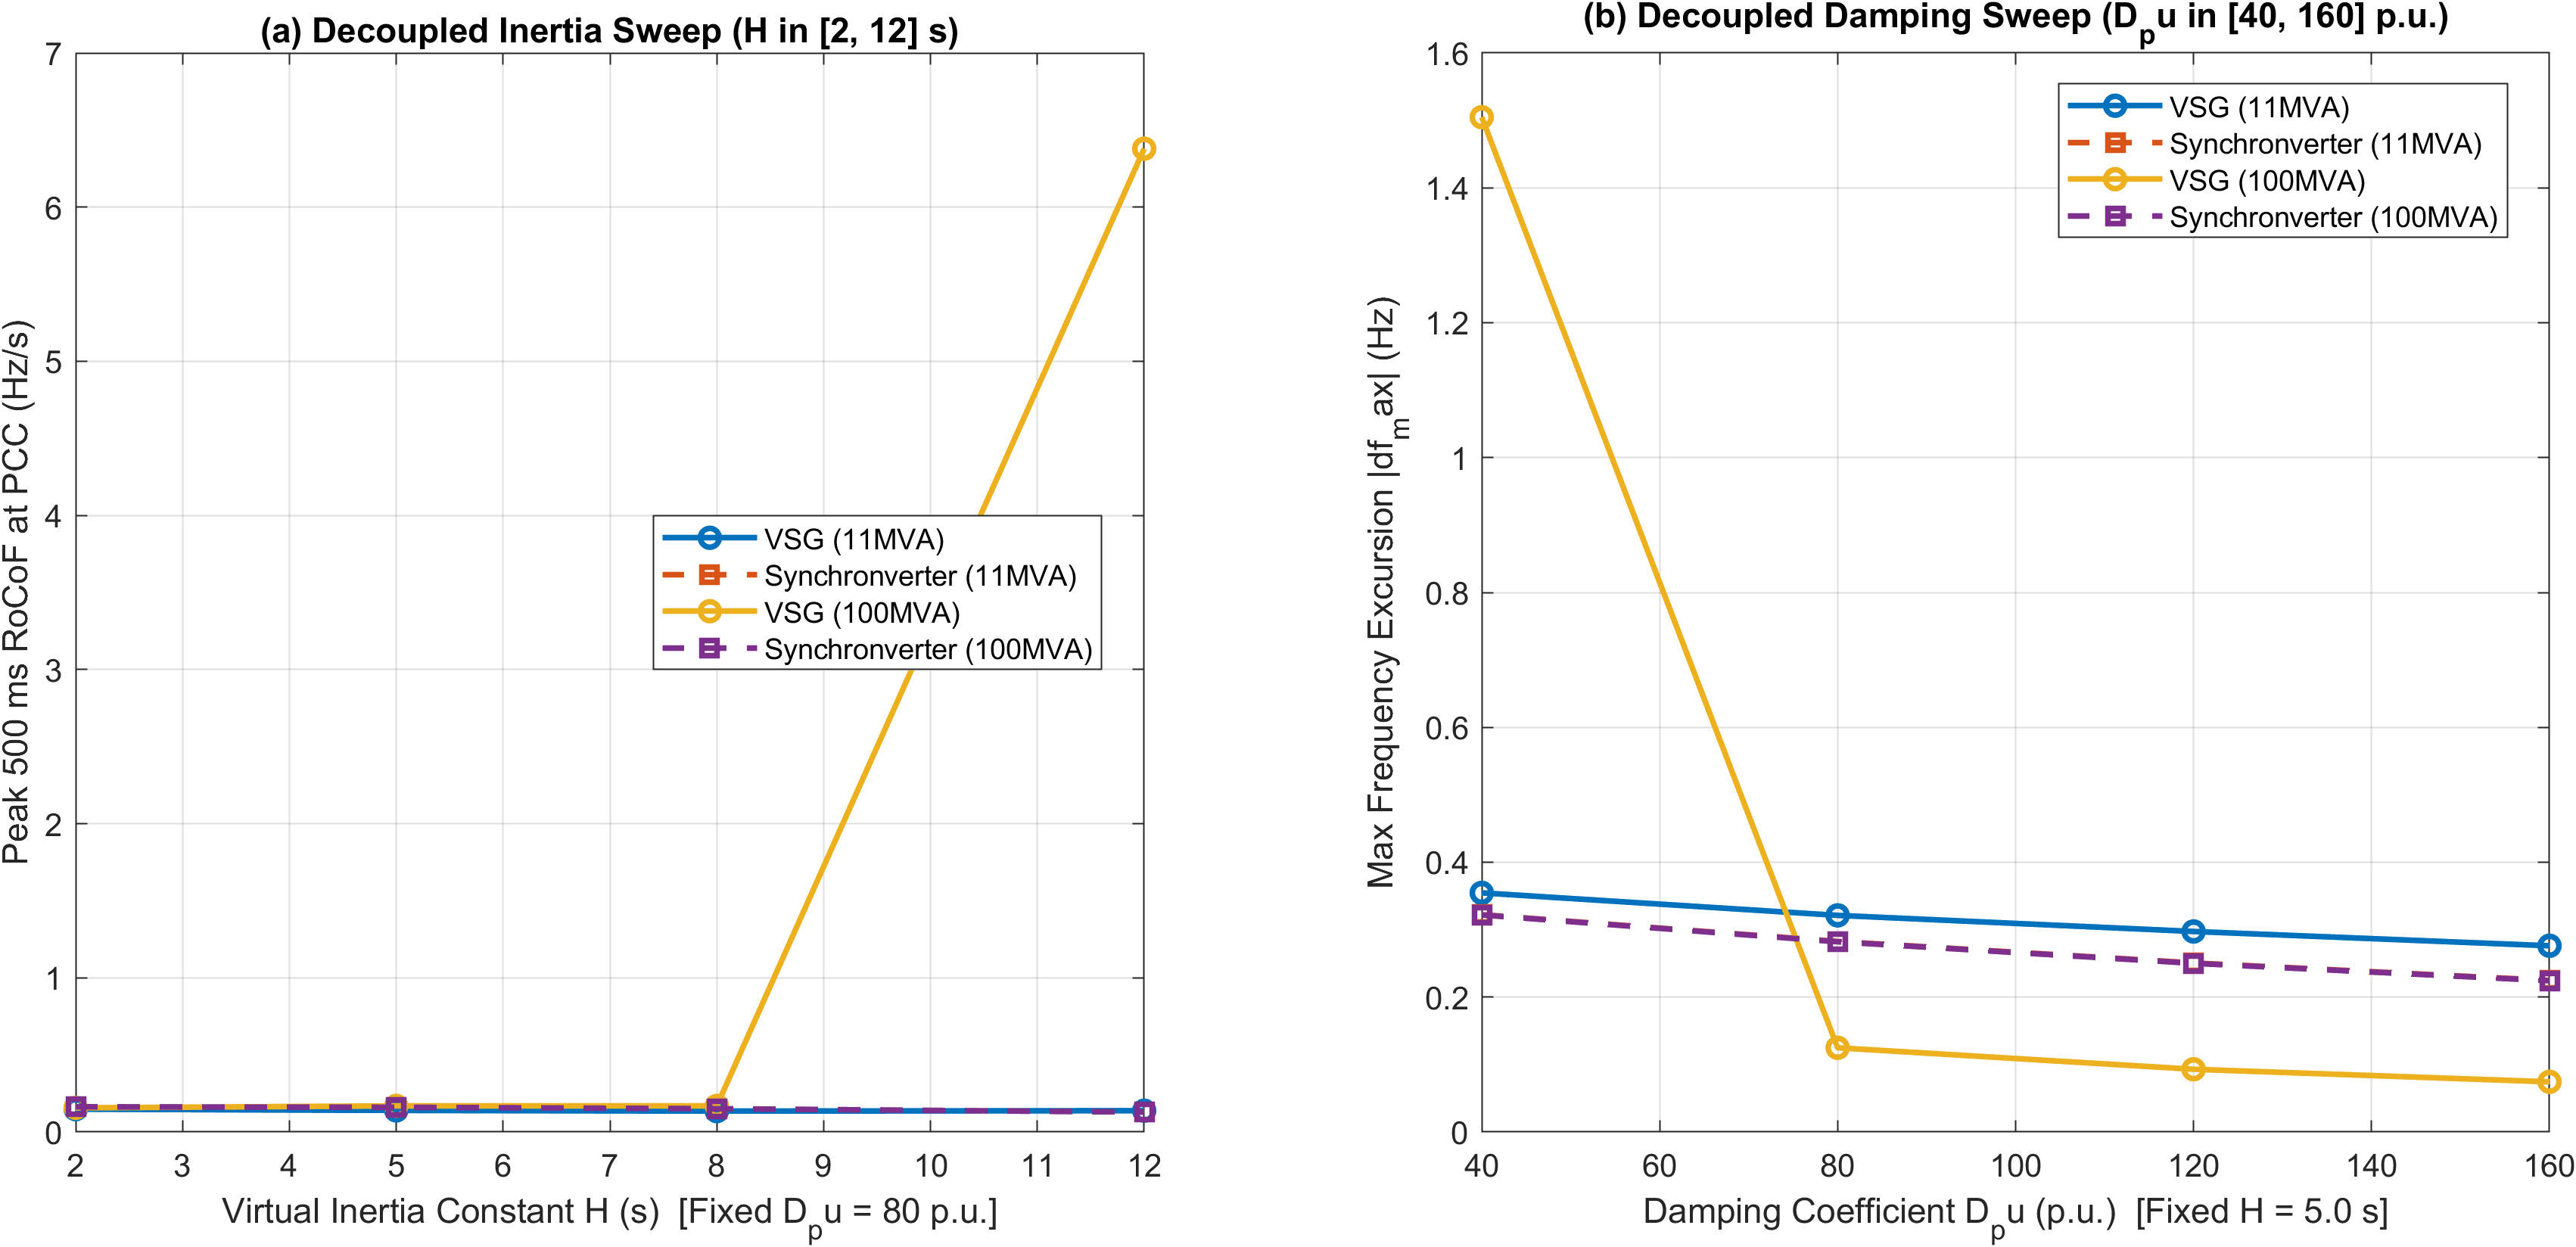 (a) Decoupled Inertia Sweep (H in [2, 12] s)
Peak 500 ms RoCoF at PCC (Hz/s)
7
6
5
4
3
2
1
0
VSG (11MVA)
Synchronverter (11MVA)
VSG (100MVA)
Synchronverter (100MVA)
2 3 4 5 6 7 8 9 10 11 12
Virtual Inertia Constant H (s) [Fixed Dpu = 80 p.u.]
(b) Decoupled Damping Sweep (Dpu in [40, 160] p.u.)
Max Frequency Excursion |dfmax| (Hz)
1.6
1.4
1.2
1
0.8
0.6
0.4
0.2
0
VSG (11MVA)
Synchronverter (11MVA)
VSG (100MVA)
Synchronverter (100MVA)
40 60 80 100 120 140 160
Damping Coefficient Dpu (p.u.) [Fixed H = 5.0 s]